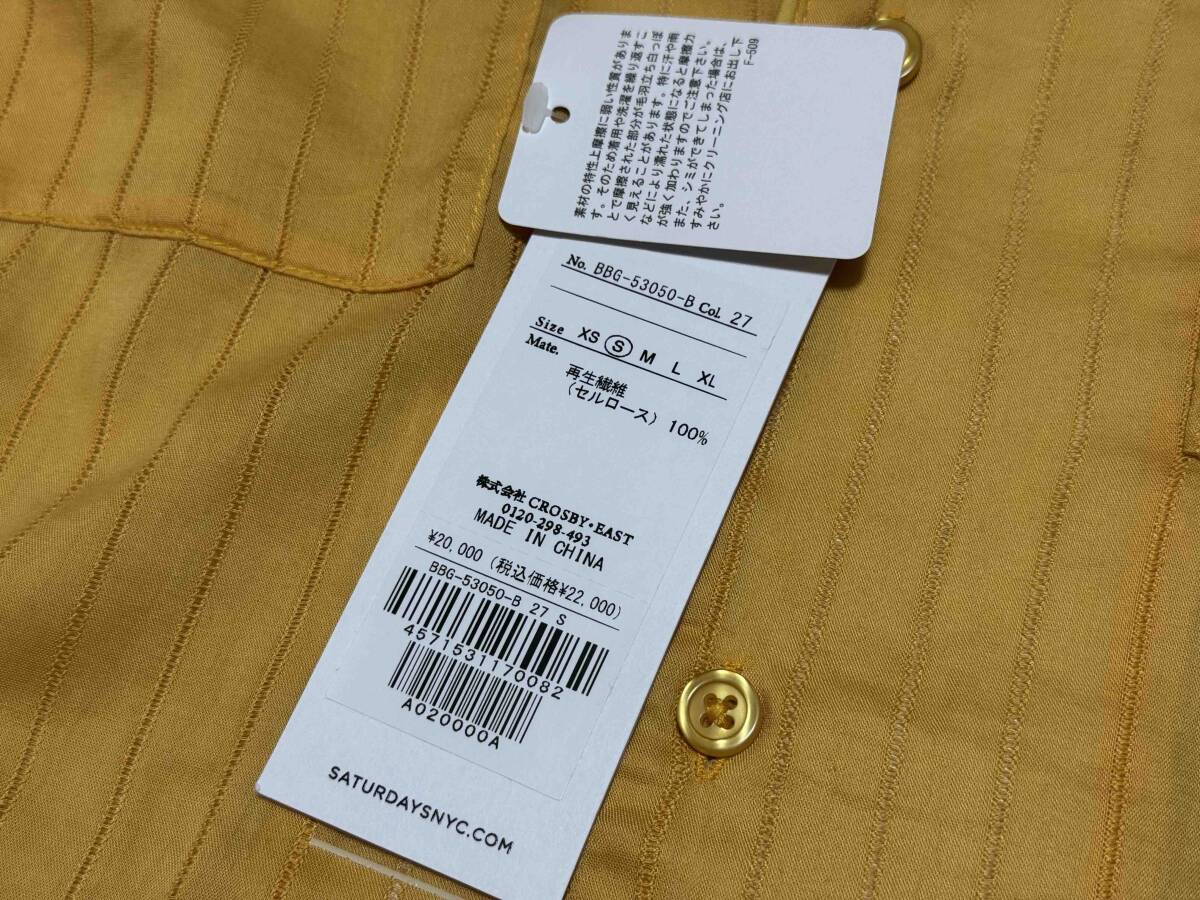 素材の特性上摩擦に弱い性質がありま
す。そのため着用や洗濯を繰り返すこ
とで摩擦された部分が毛羽立ち白っぽ
く見えることがあります。特に汗や雨
などにより濡れた状態になると摩擦力
が強く加わりますのでご注意下さい。
また、シミができてしまった場合は、
すみやかにクリーニング店にお出し下
さい。
F-509
No. BBG-53050-B Col. 27
Size XS S M L XL
Mate.
再生繊維
(セルロース) 100%
株式会社 CROSBY・EAST
0120-298-493
MADE IN CHINA
¥20,000 (税込価格¥22,000)
BBG-53050-B 27 S
4571531170082
A020000A
SATURDAYSNYC.COM